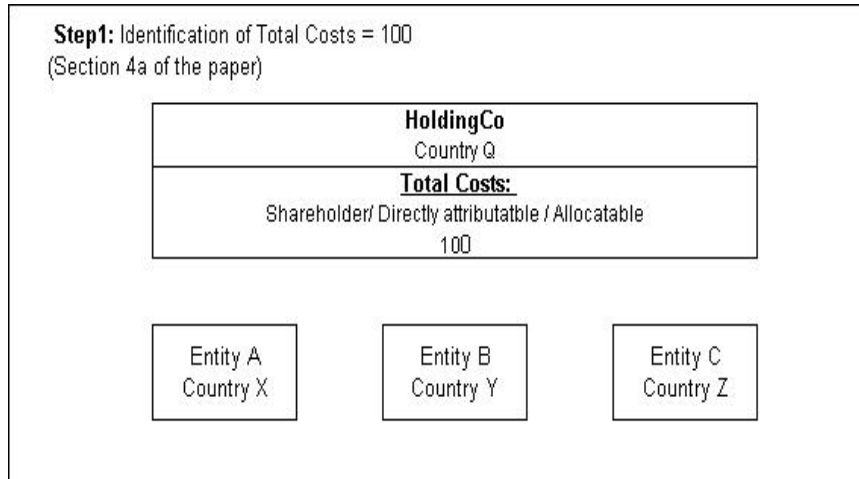 Step1: Identification of Total Costs = 100
(Section 4a of the paper)
HoldingCo
Country Q
Total Costs:
Shareholder/ Directly attributatble / Allocatable
100
Entity A
Country X
Entity B
Country Y
Entity C
Country Z